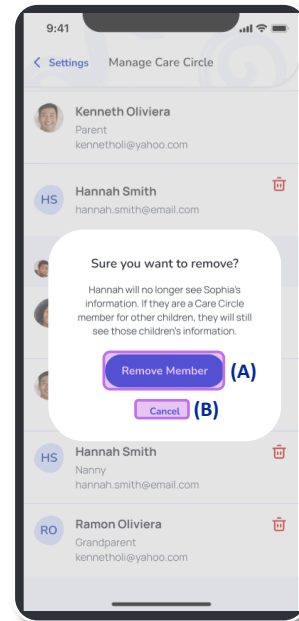 9:41
Settings Manage Care Circle
Kenneth Oliviera
Parent
kennetholi@yahoo.com
HS Hannah Smith
hannah.smith@email.com
Sure you want to remove?
Hannah will no longer see Sophia's
information. If they are a Care Circle
member for other children, they will still
see those children's information.
Remove Member (A)
Cancel (B)
HS Hannah Smith
Nanny
hannah.smith@email.com
RO Ramon Oliviera
Grandparent
kennetholi@yahoo.com